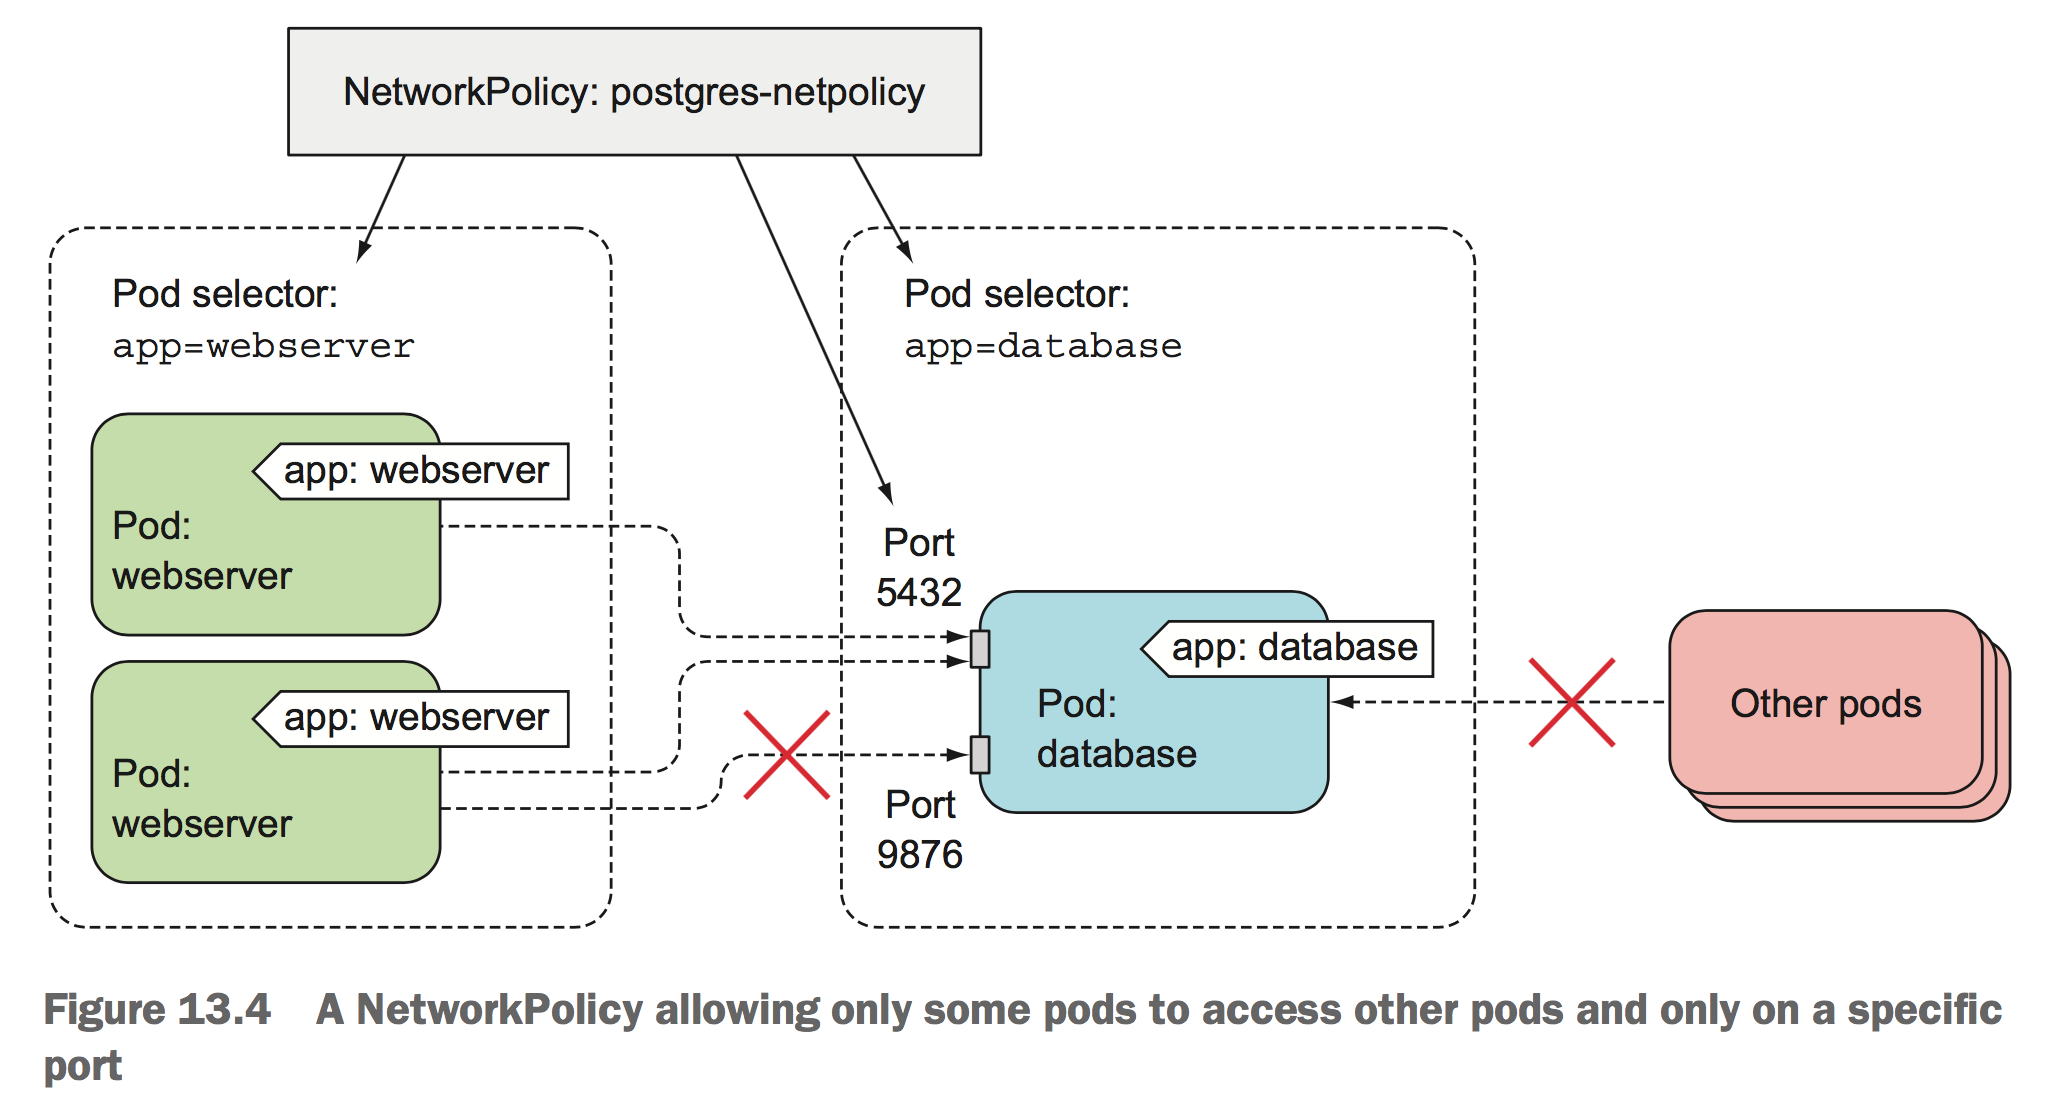 NetworkPolicy: postgres-netpolicy
Pod selector:
app=webserver
app: webserver
Pod:
webserver
app: webserver
Pod:
webserver
Pod selector:
app=database
Port
5432
app: database
Pod:
database
Port
9876
Other pods
Figure 13.4 A NetworkPolicy allowing only some pods to access other pods and only on a specific
port